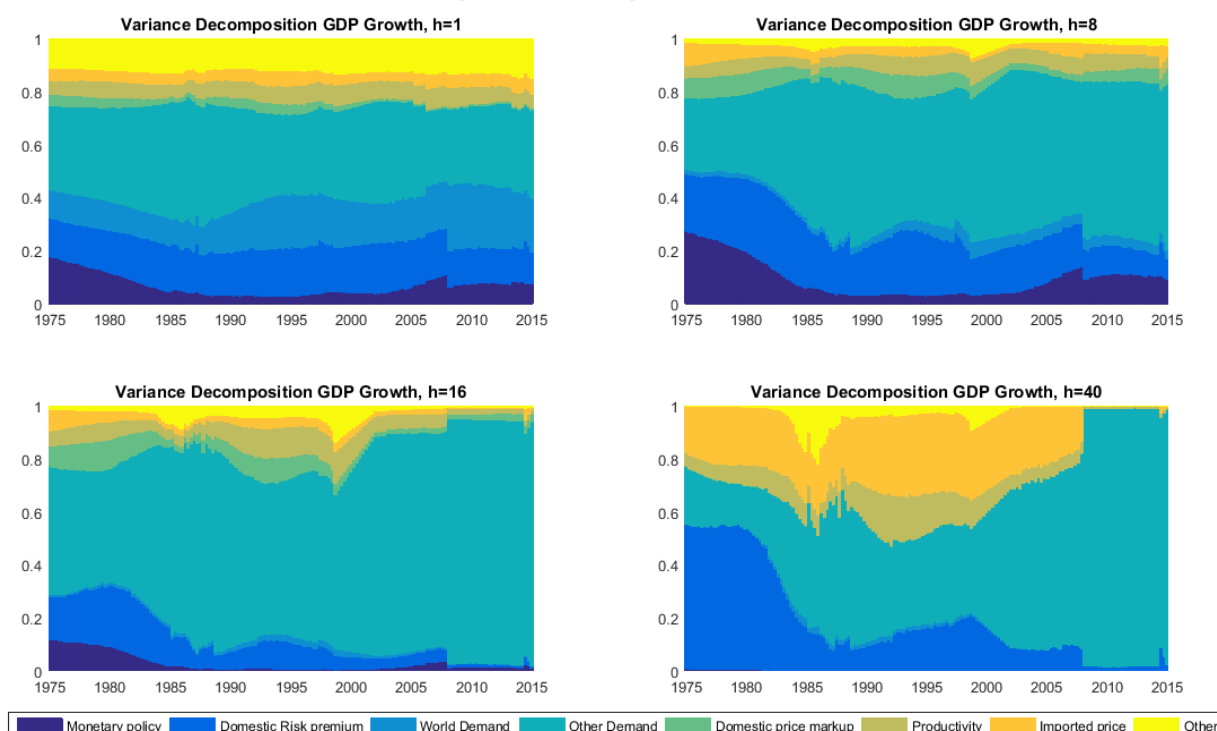 Variance Decomposition GDP Growth, h=1
1
0.8
0.6
0.4
0.2
0
1975 1980 1985 1990 1995 2000 2005 2010 2015
Variance Decomposition GDP Growth, h=8
1
0.8
0.6
0.4
0.2
0
1975 1980 1985 1990 1995 2000 2005 2010 2015
Variance Decomposition GDP Growth, h=16
1
0.8
0.6
0.4
0.2
0
1975 1980 1985 1990 1995 2000 2005 2010 2015
Variance Decomposition GDP Growth, h=40
1
0.8
0.6
0.4
0.2
0
1975 1980 1985 1990 1995 2000 2005 2010 2015
Monetary policy Domestic Risk premium World Demand Other Demand Domestic price markup Productivity Imported price Other